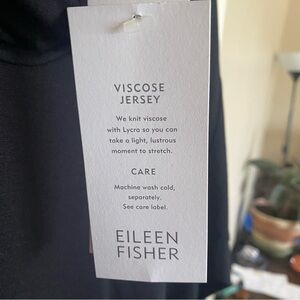 VISCOSE
JERSEY
We knit viscose
with Lycra so you can
take a light, lustrous
moment to stretch.
CARE
Machine wash cold,
separately.
See care label.
EILEEN
FISHER